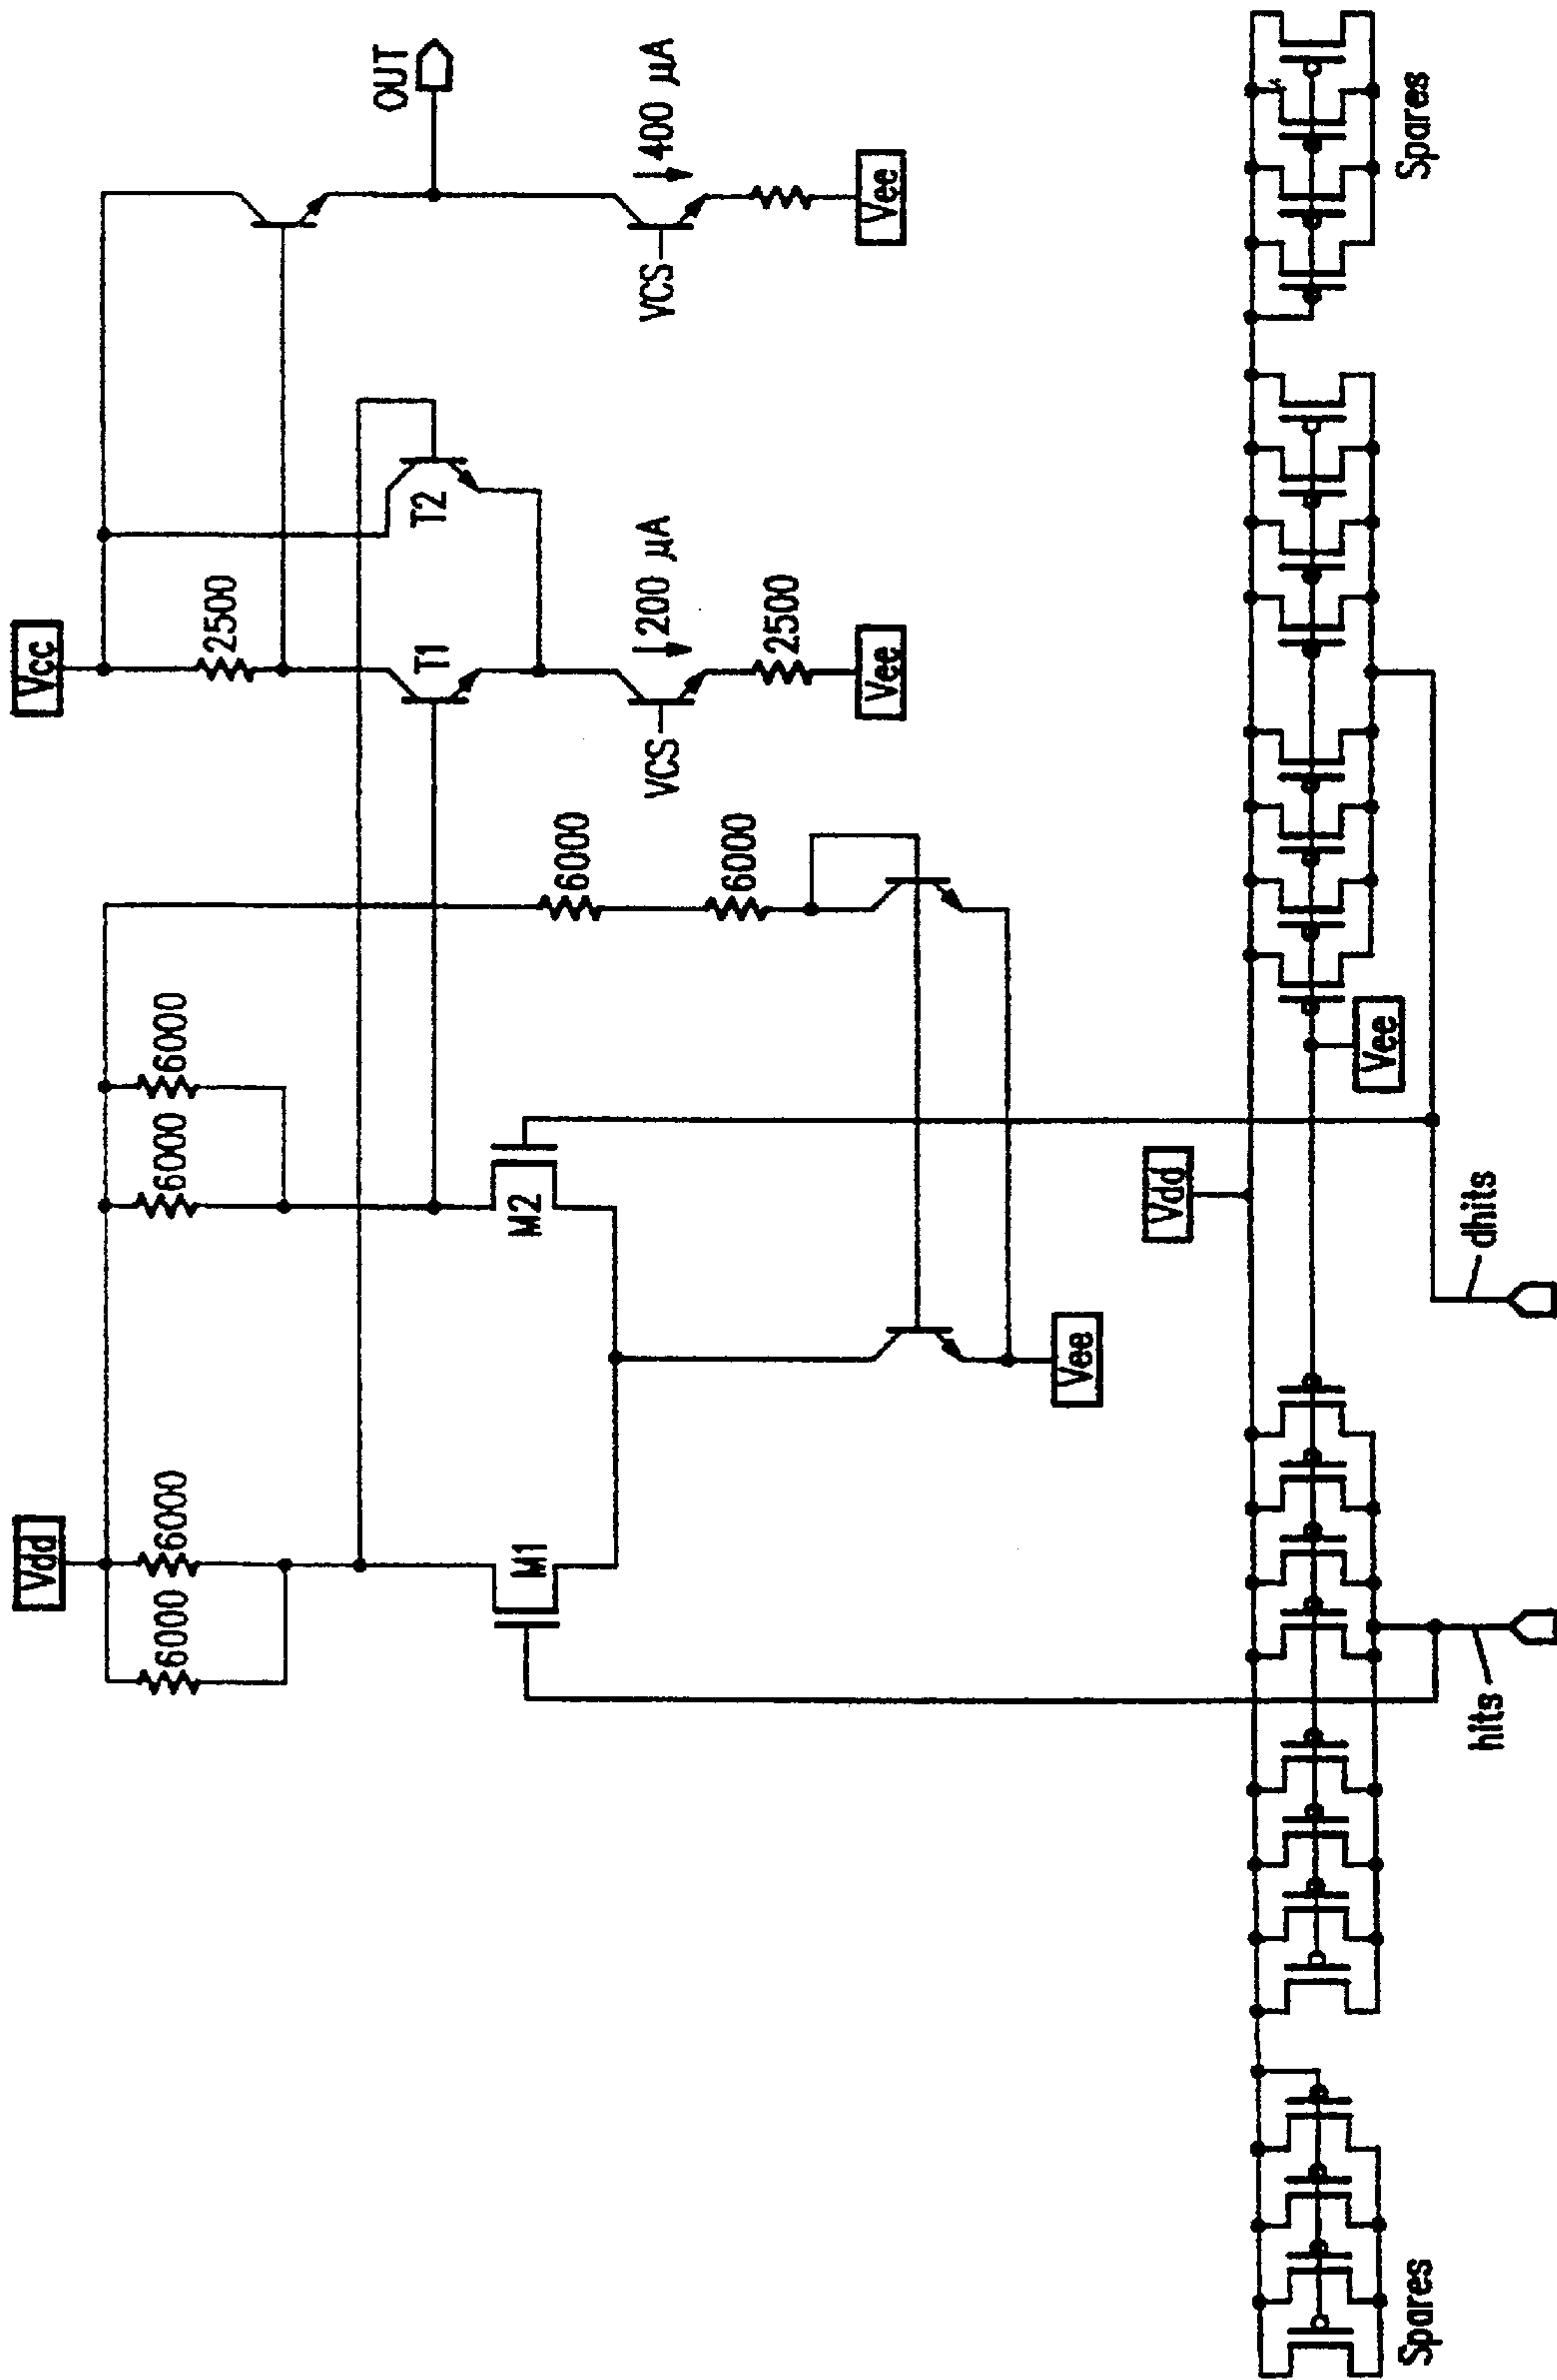 Vdd
Vcc
6000
6000
6000
6000
2500
OUT
T1
T2
M1
M2
6000
VCS
200 μA
VCS
400 μA
6000
2500
Vee
Vee
Vee
Vdd
Vee
Spares
Spares
hits
dhits